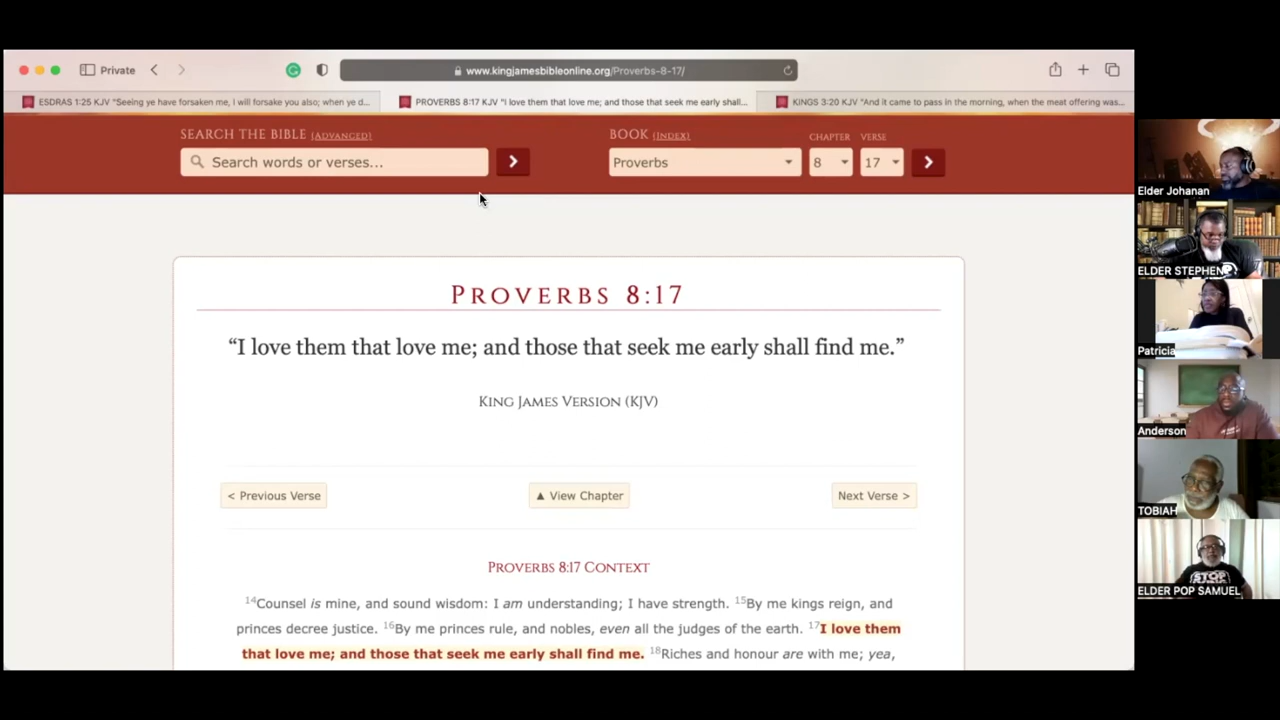 Private
www.kingjamesbibleonline.org/Proverbs-8-17/
ESDRAS 1:25 KJV "Seeing ye have forsaken me, I will forsake you also; when ye d...
PROVERBS 8:17 KJV "I love them that love me; and those that seek me early shall...
KINGS 3:20 KJV "And it came to pass in the morning, when the meat offering was...
SEARCH THE BIBLE (ADVANCED)
BOOK (INDEX)
CHAPTER
VERSE
Search words or verses...
Proverbs
8
17
PROVERBS 8:17
“I love them that love me; and those that seek me early shall find me.”
KING JAMES VERSION (KJV)
< Previous Verse
▲ View Chapter
Next Verse >
PROVERBS 8:17 CONTEXT
14Counsel is mine, and sound wisdom: I am understanding; I have strength. 15By me kings reign, and
princes decree justice. 16By me princes rule, and nobles, even all the judges of the earth. 17I love them
that love me; and those that seek me early shall find me. 18Riches and honour are with me; yea,
Elder Johanan
ELDER STEPHEN
Patricia
Anderson
TOBIAH
STOP
ELDER POP SAMUEL